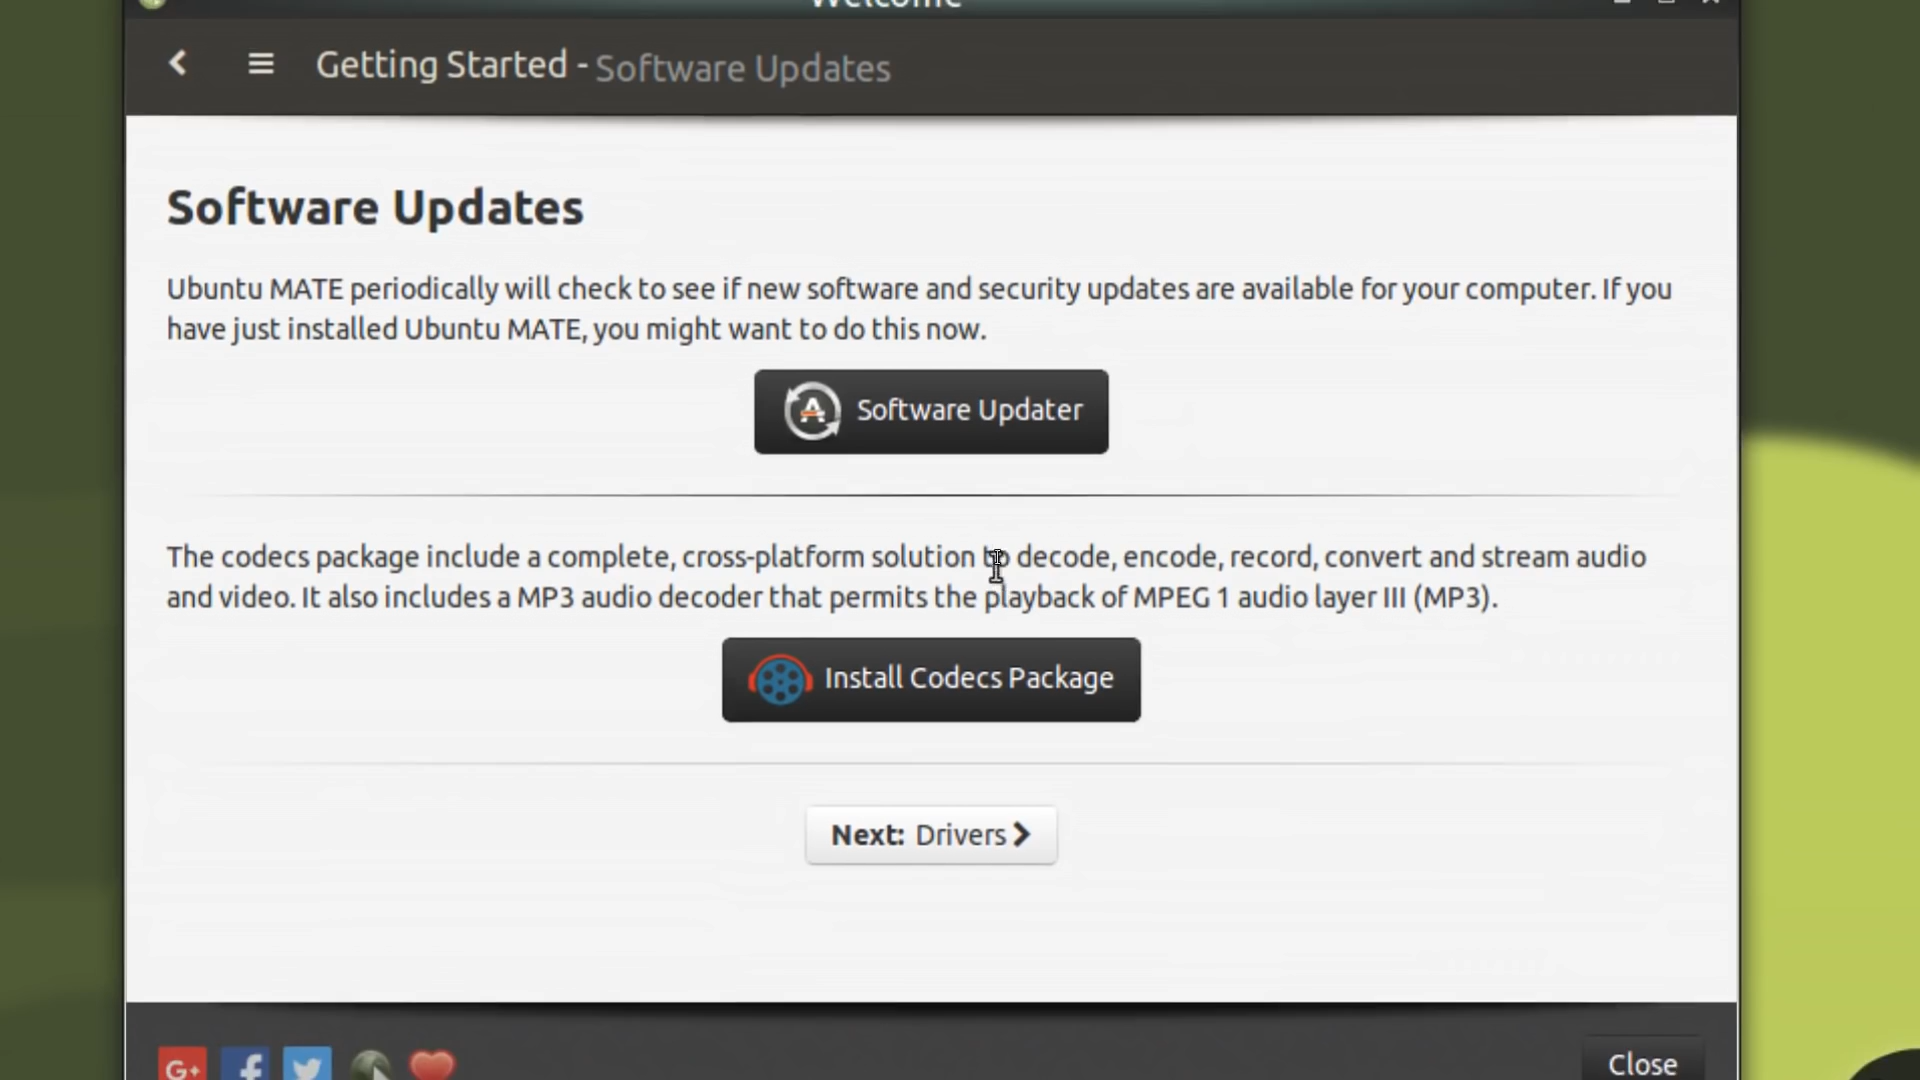 Welcome
Getting Started - Software Updates
Software Updates
Ubuntu MATE periodically will check to see if new software and security updates are available for your computer. If you
have just installed Ubuntu MATE, you might want to do this now.
Software Updater
The codecs package include a complete, cross-platform solution to decode, encode, record, convert and stream audio
and video. It also includes a MP3 audio decoder that permits the playback of MPEG 1 audio layer III (MP3).
Install Codecs Package
Next: Drivers
G+ f
Close